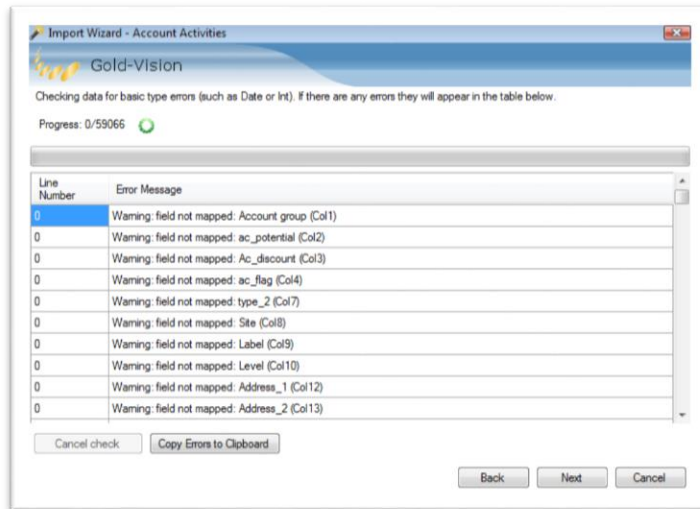 Import Wizard - Account Activities
Gold-Vision
Checking data for basic type errors (such as Date or Int). If there are any errors they will appear in the table below.
Progress: 0/59066
Line Number Error Message
0 Warning: field not mapped: Account group (Col1)
0 Warning: field not mapped: ac_potential (Col2)
0 Warning: field not mapped: Ac_discount (Col3)
0 Warning: field not mapped: ac_flag (Col4)
0 Warning: field not mapped: type_2 (Col7)
0 Warning: field not mapped: Site (Col8)
0 Warning: field not mapped: Label (Col9)
0 Warning: field not mapped: Level (Col10)
0 Warning: field not mapped: Address_1 (Col12)
0 Warning: field not mapped: Address_2 (Col13)
Cancel check Copy Errors to Clipboard
Back Next Cancel